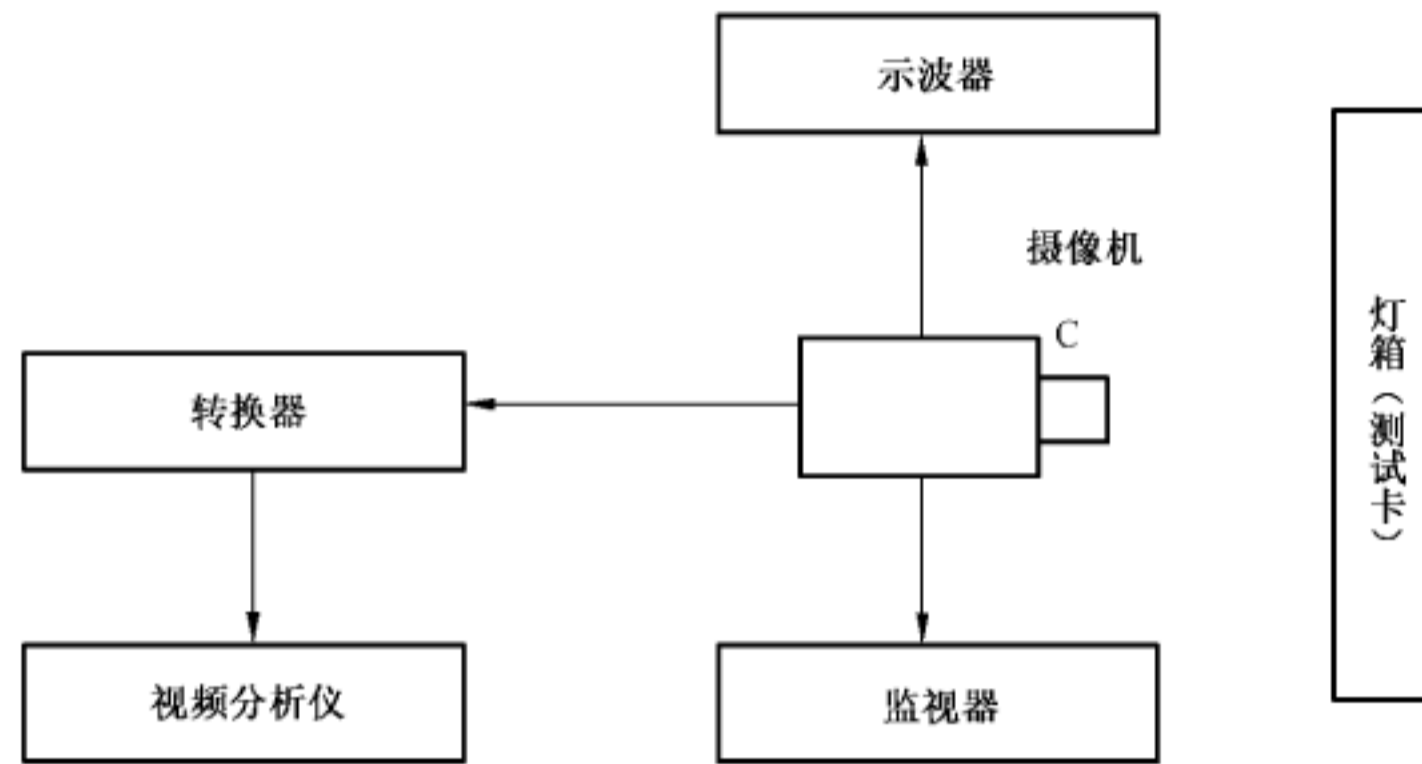 示波器
摄像机
C
转换器
灯箱（测试卡）
视频分析仪
监视器